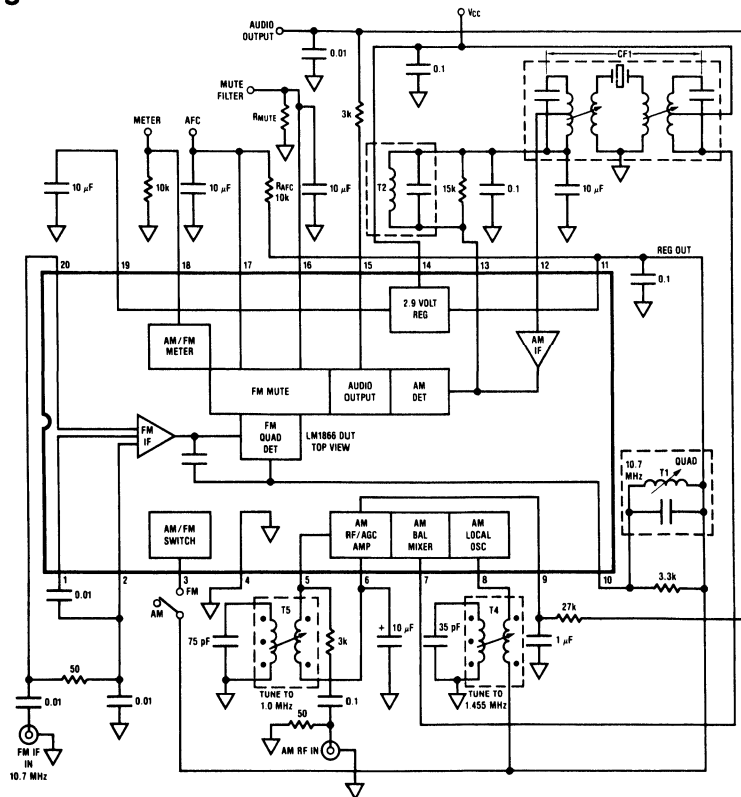 VCC
AUDIO
OUTPUT
0.01
CF1
0.1
MUTE
FILTER
RMUTE
3k
METER
AFC
10 μF
10k
10 μF
RAFC
10k
10 μF
T2
15k
0.1
10 μF
REG OUT
20
19
18
17
16
15
14
13
12
11
0.1
2.9 VOLT
REG
AM/FM
METER
AM
IF
FM MUTE
AUDIO
OUTPUT
AM
DET
FM
IF
FM
QUAD
DET
LM1866 DUT
TOP VIEW
10.7
MHz
QUAD
T1
AM/FM
SWITCH
AM
RF/AGC
AMP
AM
BAL
MIXER
AM
LOCAL
OSC
1
2
3
4
5
6
7
8
9
10
0.01
FM
AM
T5
75 pF
3k
+
10 μF
35 pF
T4
27k
1 μF
3.3k
TUNE TO
1.0 MHz
TUNE TO
1.455 MHz
50
0.01
0.01
0.1
50
FM IF
IN
10.7 MHz
AM RF IN